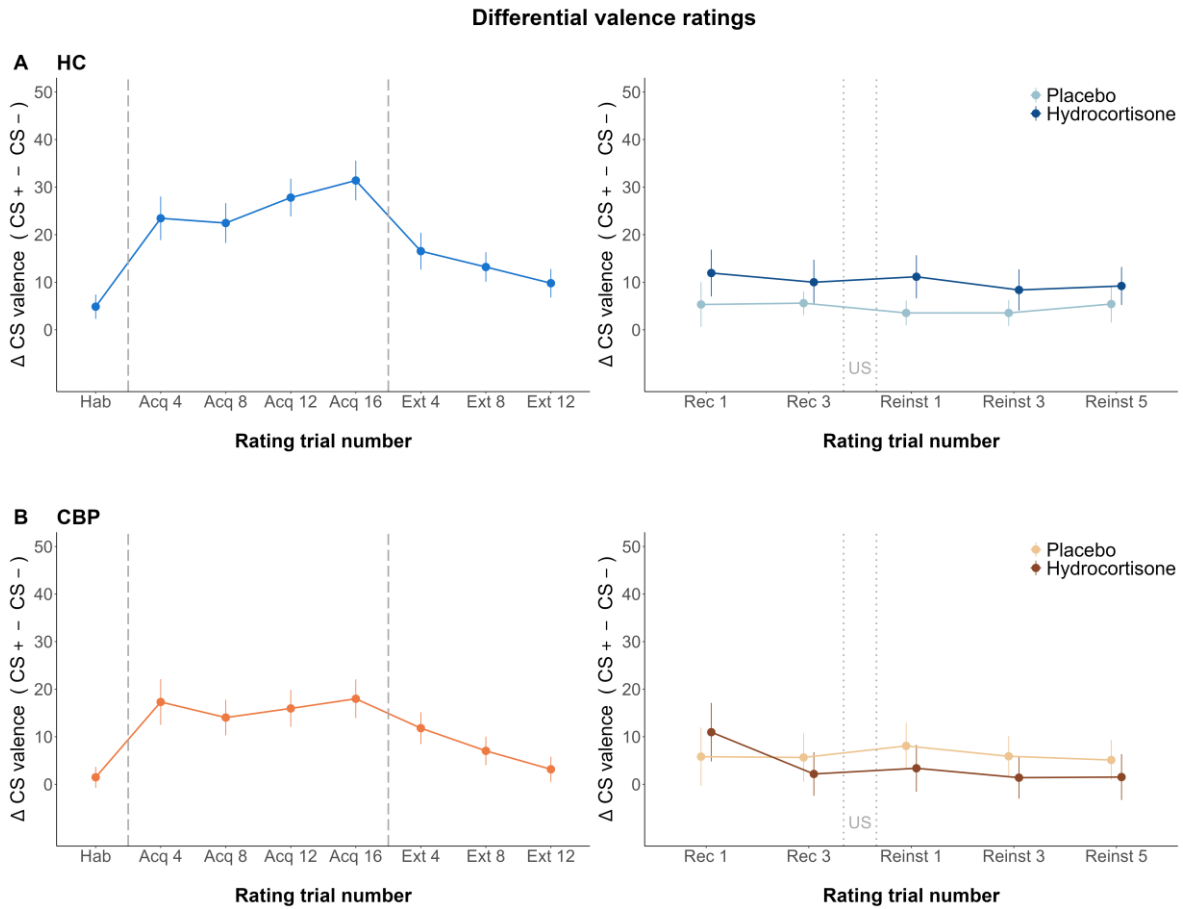 Differential valence ratings
A HC
Δ CS valence ( CS + − CS − )
50
40
30
20
10
0
Hab Acq 4 Acq 8 Acq 12 Acq 16 Ext 4 Ext 8 Ext 12
Rating trial number
Δ CS valence ( CS + − CS − )
50
40
30
20
10
0
Placebo
Hydrocortisone
US
Rec 1 Rec 3 Reinst 1 Reinst 3 Reinst 5
Rating trial number
B CBP
Δ CS valence ( CS + − CS − )
50
40
30
20
10
0
Hab Acq 4 Acq 8 Acq 12 Acq 16 Ext 4 Ext 8 Ext 12
Rating trial number
Δ CS valence ( CS + − CS − )
50
40
30
20
10
0
Placebo
Hydrocortisone
US
Rec 1 Rec 3 Reinst 1 Reinst 3 Reinst 5
Rating trial number